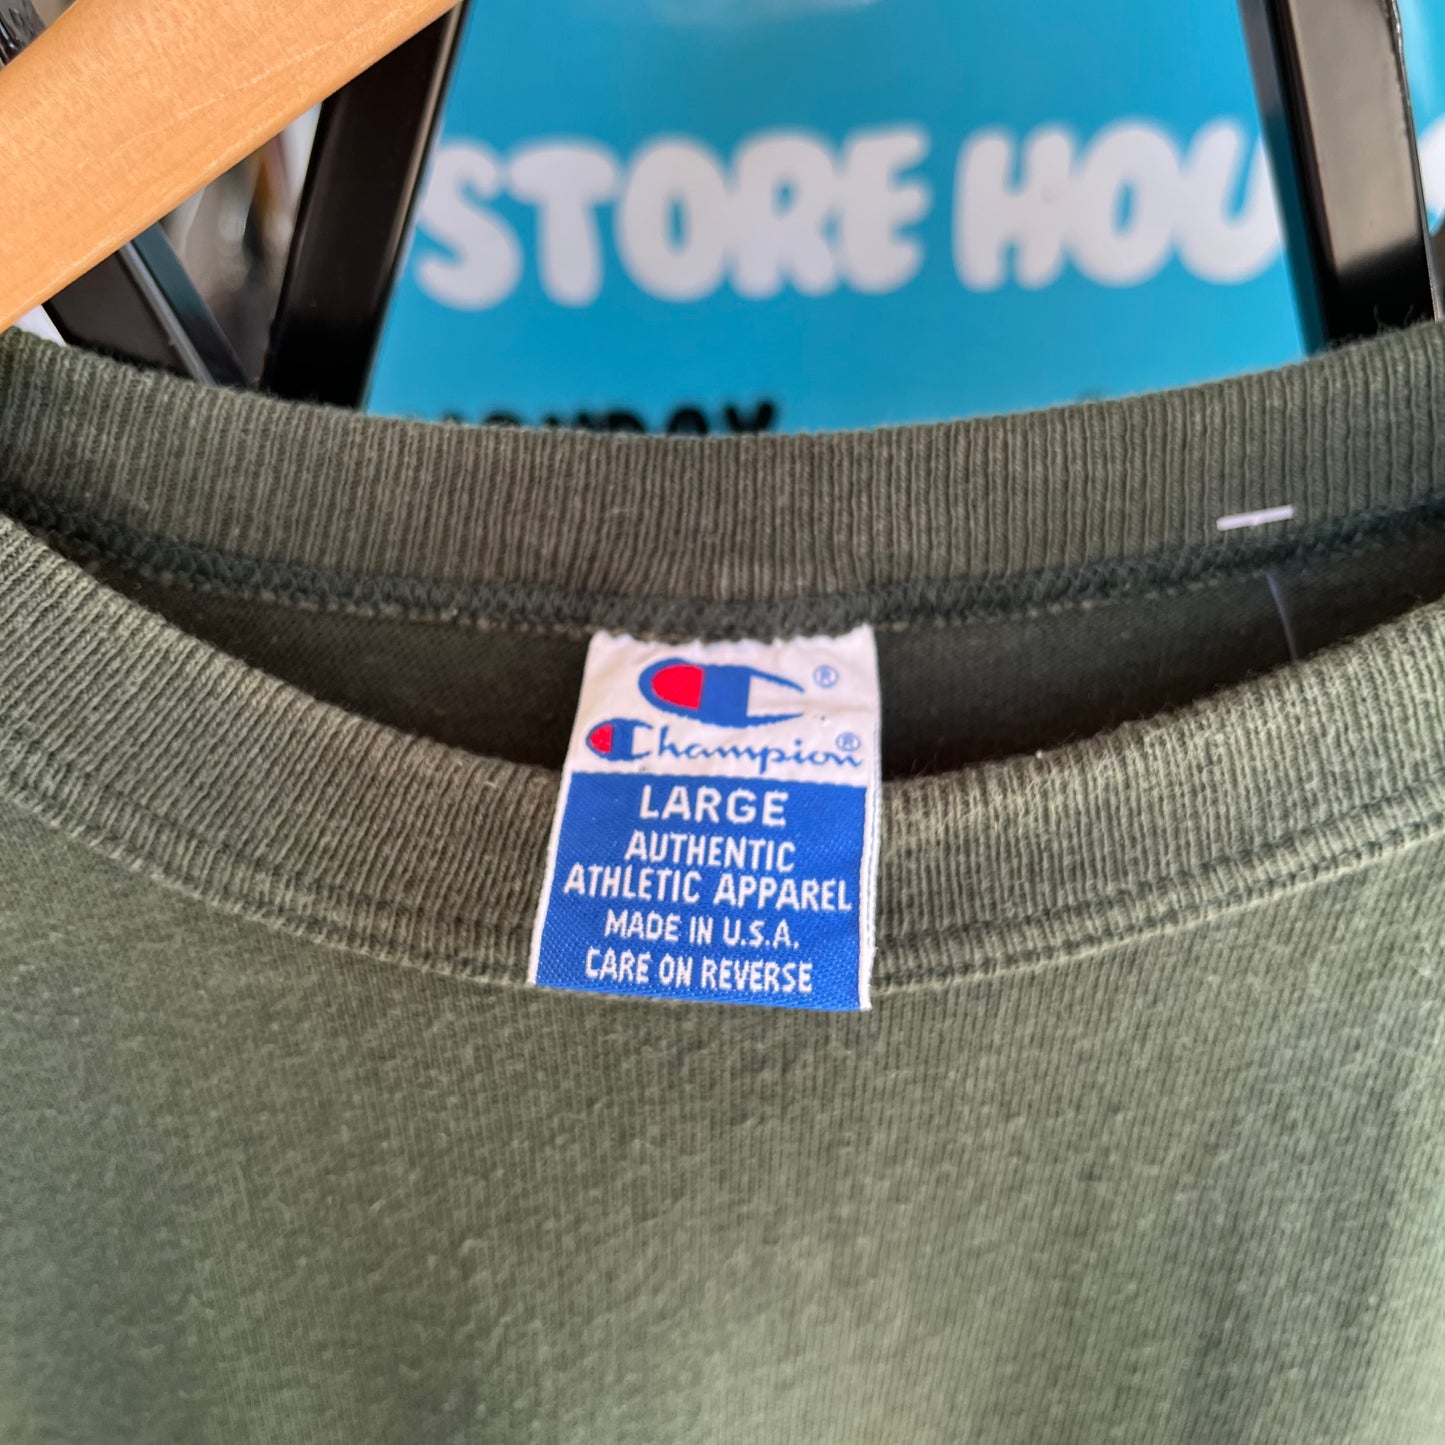 STORE HOU
®
Champion®
LARGE
AUTHENTIC
ATHLETIC APPAREL
MADE IN U.S.A.
CARE ON REVERSE